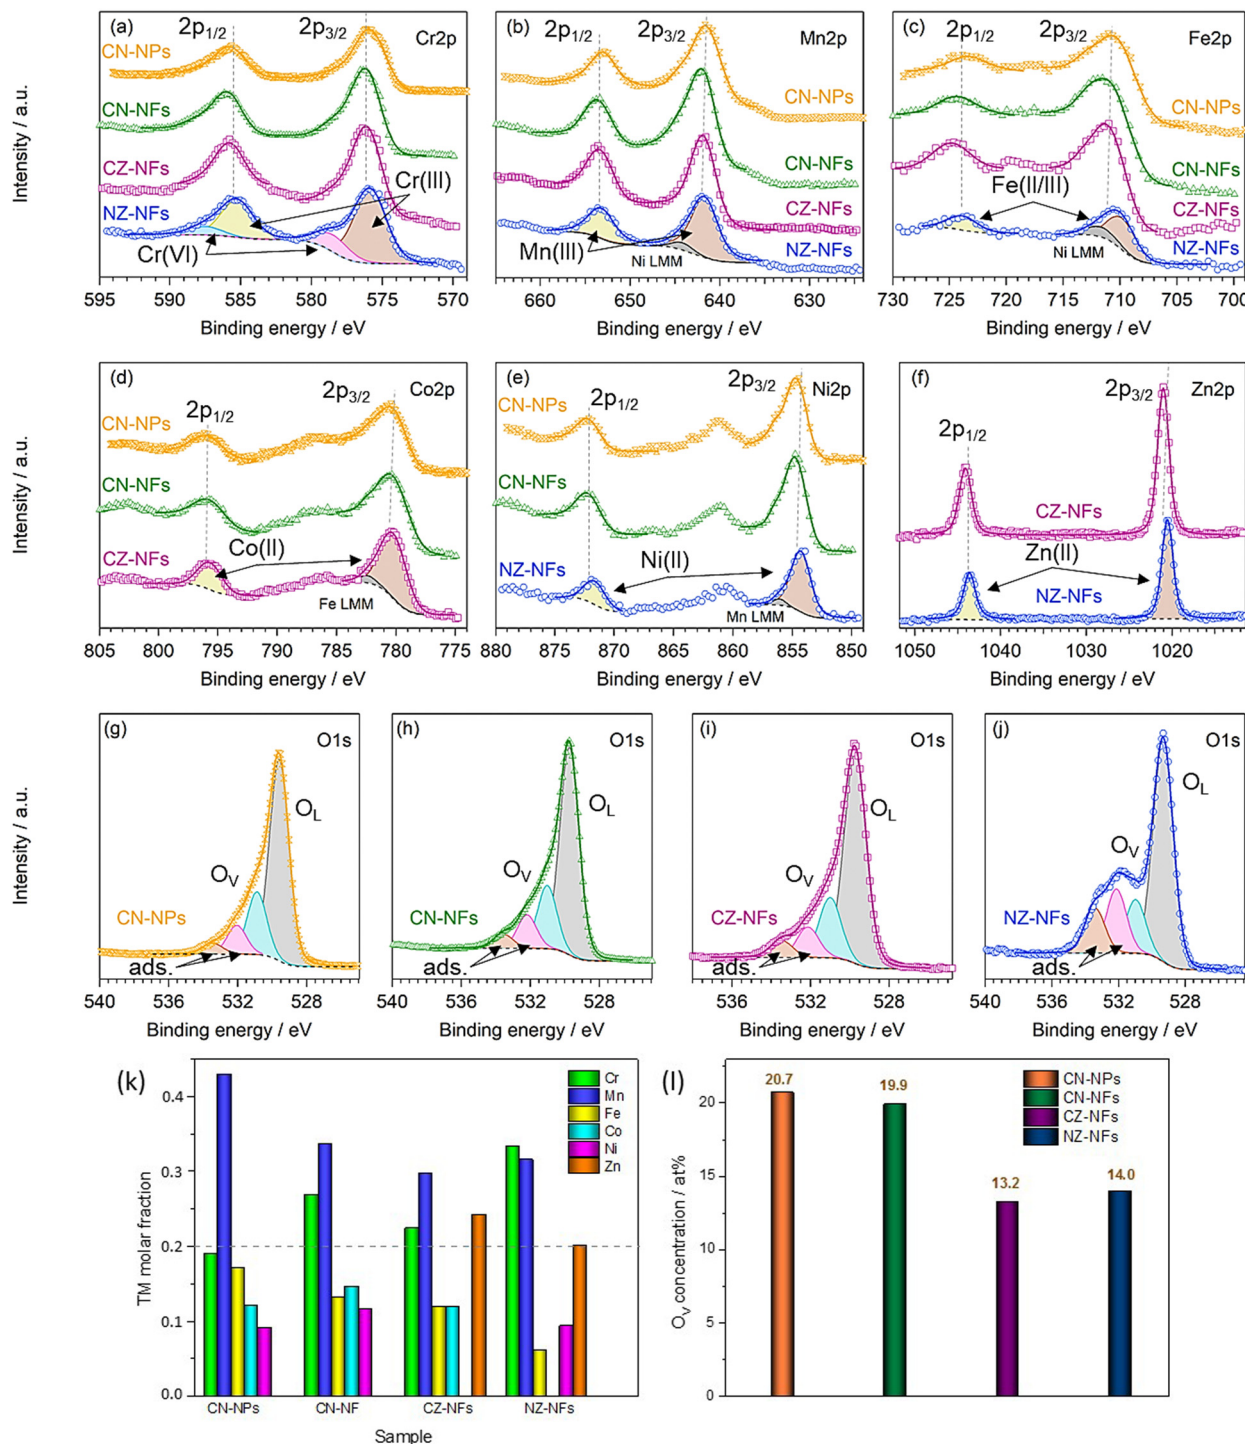 (a)
2p1/2
2p3/2
Cr2p
CN-NPs
CN-NFs
CZ-NFs
NZ-NFs
Cr(III)
Cr(VI)
595 590 585 580 575 570
Binding energy / eV
Intensity / a.u.
(b)
2p1/2
2p3/2
Mn2p
CN-NPs
CN-NFs
CZ-NFs
NZ-NFs
Mn(III)
Ni LMM
660 650 640 630
Binding energy / eV
(c)
2p1/2
2p3/2
Fe2p
CN-NPs
CN-NFs
Fe(II/III)
CZ-NFs
NZ-NFs
Ni LMM
730 725 720 715 710 705 700
Binding energy / eV
(d)
2p1/2
2p3/2
Co2p
CN-NPs
CN-NFs
CZ-NFs
Co(II)
Fe LMM
805 800 795 790 785 780 775
Binding energy / eV
Intensity / a.u.
(e)
2p1/2
2p3/2
Ni2p
CN-NPs
CN-NFs
NZ-NFs
Ni(II)
Mn LMM
880 875 870 865 860 855 850
Binding energy / eV
(f)
2p3/2
Zn2p
2p1/2
CZ-NFs
Zn(II)
NZ-NFs
1050 1040 1030 1020
Binding energy / eV
(g)
O1s
OL
OV
CN-NPs
ads.
540 536 532 528
Binding energy / eV
Intensity / a.u.
(h)
O1s
OL
OV
CN-NFs
ads.
540 536 532 528
Binding energy / eV
(i)
O1s
OL
OV
CZ-NFs
ads.
536 532 528
Binding energy / eV
(j)
O1s
OL
OV
NZ-NFs
ads.
540 536 532 528
Binding energy / eV
(k)
Cr
Mn
Fe
Co
Ni
Zn
0.4
0.3
0.2
0.1
0.0
TM molar fraction
CN-NPs CN-NF CZ-NFs NZ-NFs
Sample
(l)
CN-NPs
CN-NFs
CZ-NFs
NZ-NFs
20.7
19.9
13.2
14.0
20
15
10
5
0
OV concentration / at%